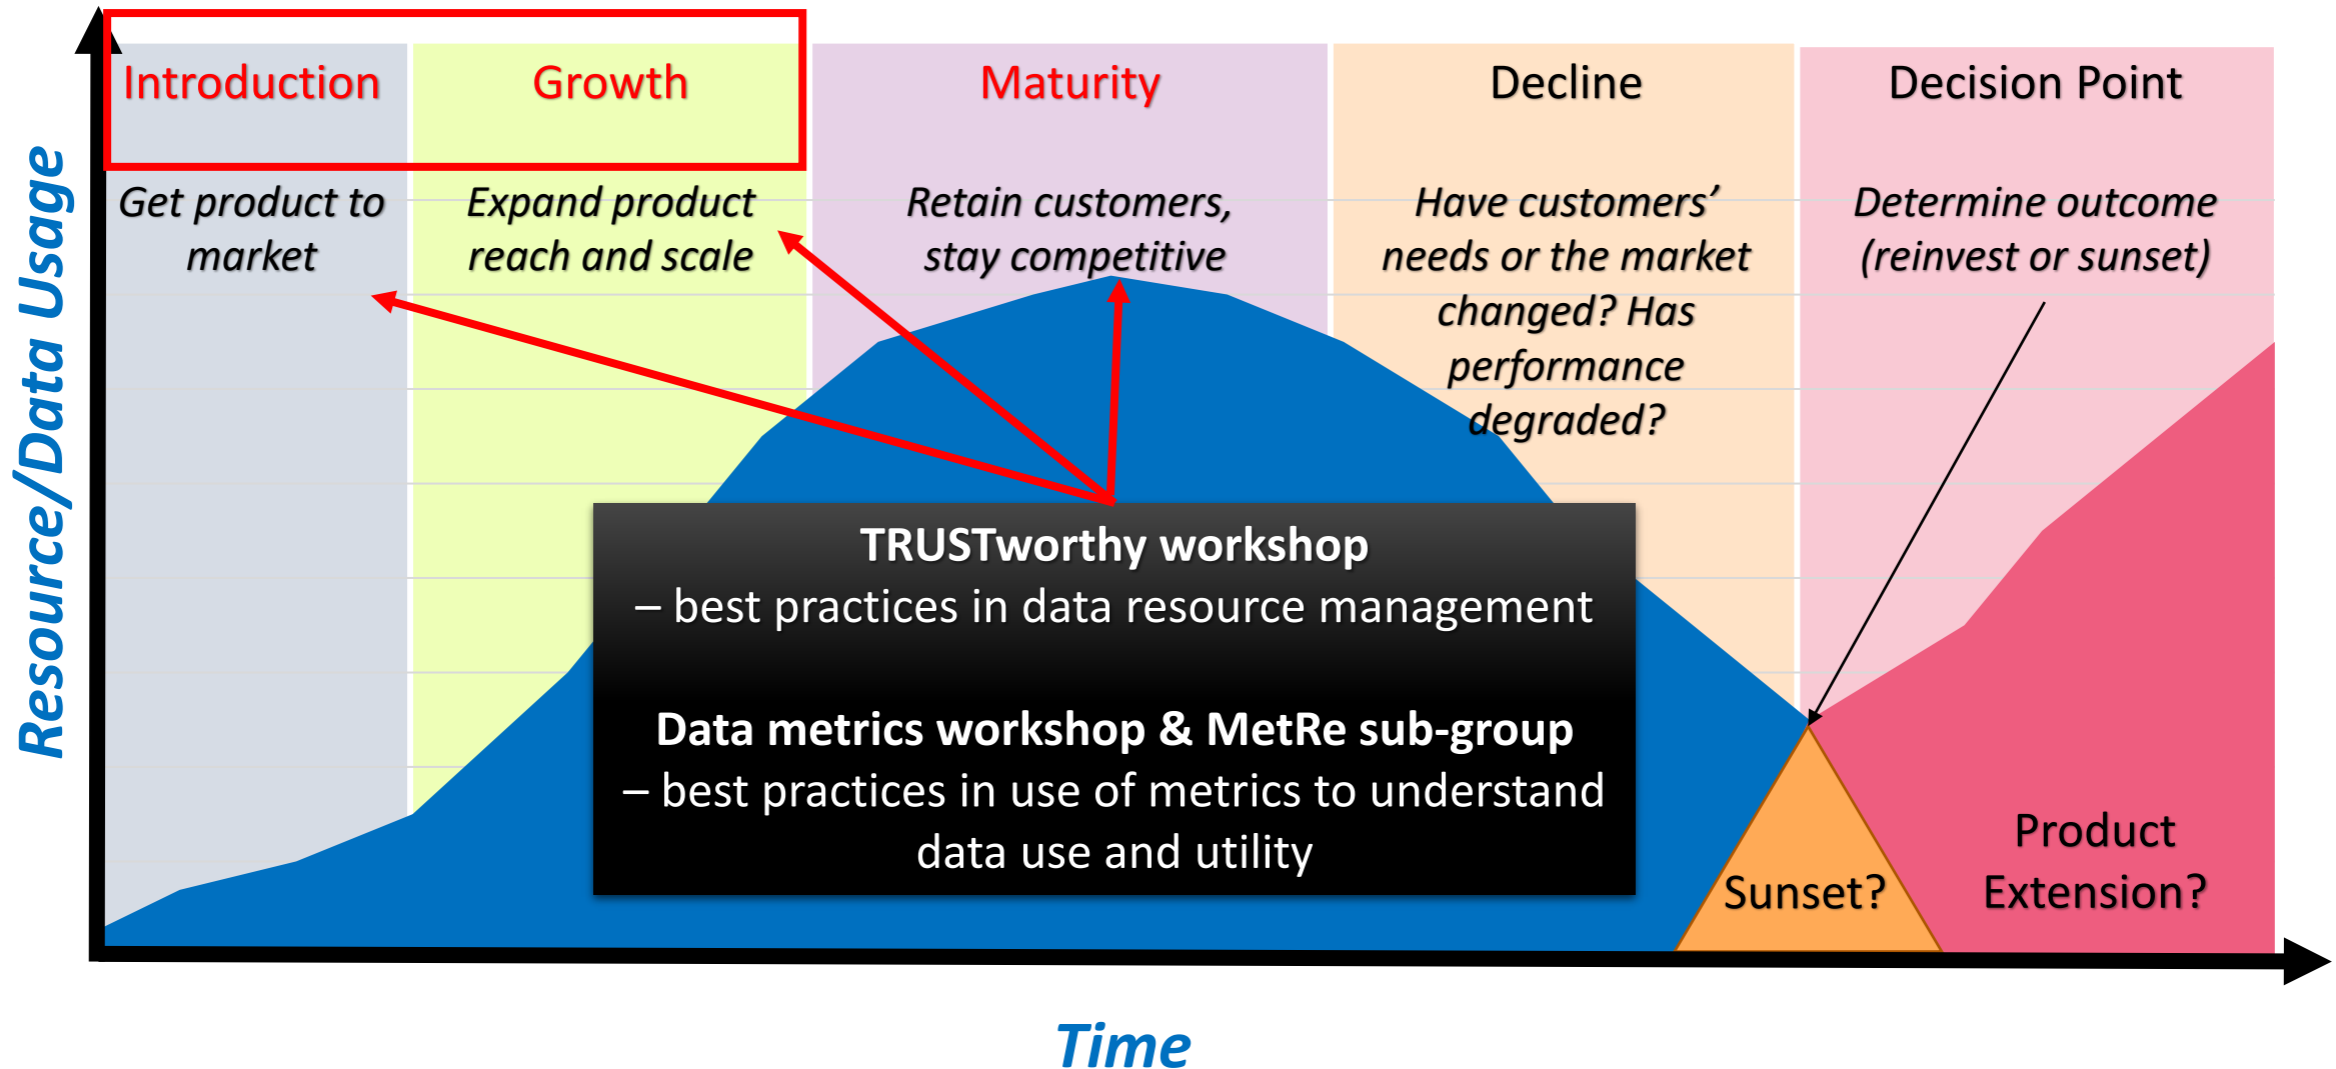 Introduction
Growth
Maturity
Decline
Decision Point
Get product to
market
Expand product
reach and scale
Retain customers,
stay competitive
Have customers’
needs or the market
changed? Has
performance
degraded?
Determine outcome
(reinvest or sunset)
Resource/Data Usage
TRUSTworthy workshop
– best practices in data resource management
Data metrics workshop & MetRe sub-group
– best practices in use of metrics to understand
data use and utility
Sunset?
Product
Extension?
Time